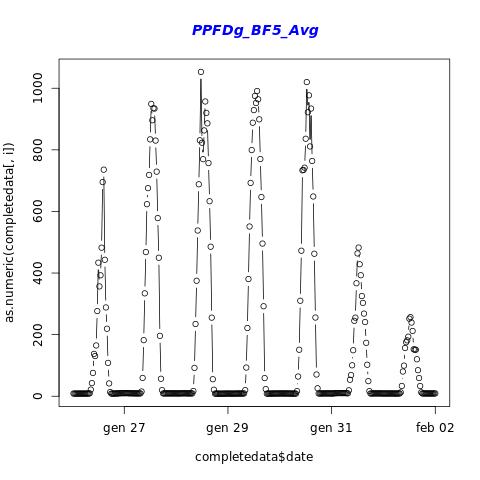 PPFDg_BF5_Avg
as.numeric(completedata[, i])
1000
800
600
400
200
0
gen 27
gen 29
gen 31
feb 02
completedata$date